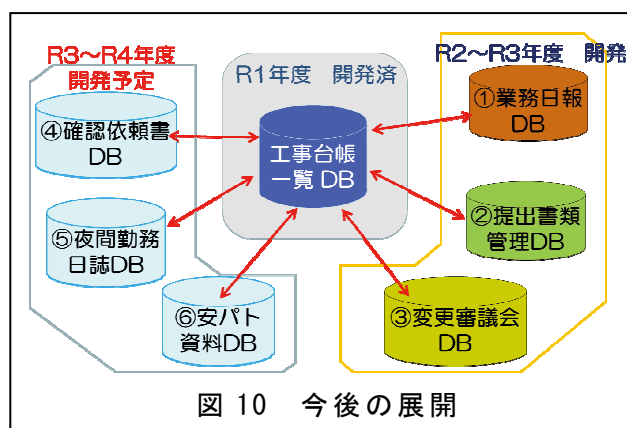 R3～R4年度
開発予定
R1年度　開発済
R2～R3年度　開発
④確認依頼書
DB
工事台帳
一覧 DB
①業務日報
DB
⑤夜間勤務
日誌DB
②提出書類
管理DB
⑥安パト
資料DB
③変更審議会
DB
図 10　今後の展開